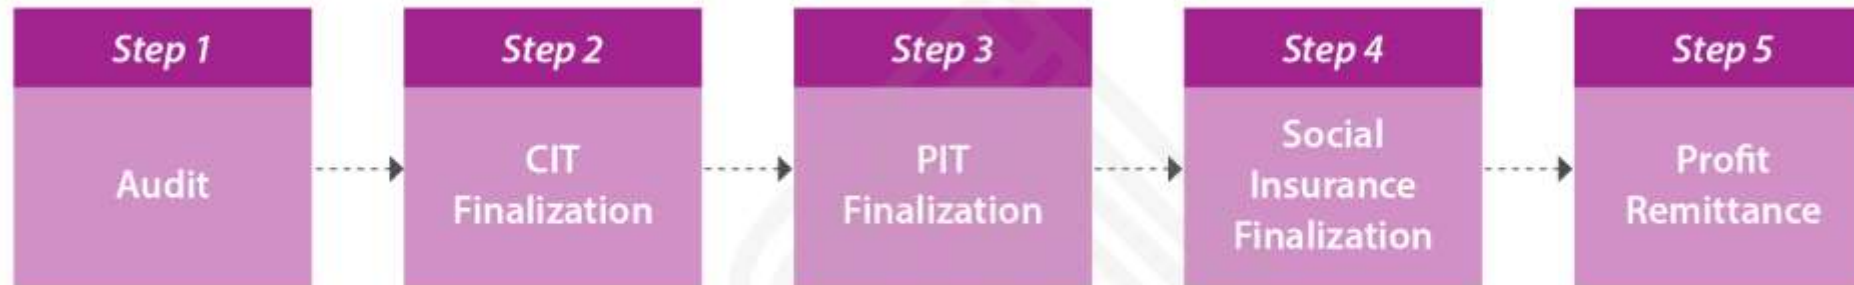 Step 1
Audit
Step 2
CIT
Finalization
Step 3
PIT
Finalization
Step 4
Social
Insurance
Finalization
Step 5
Profit
Remittance